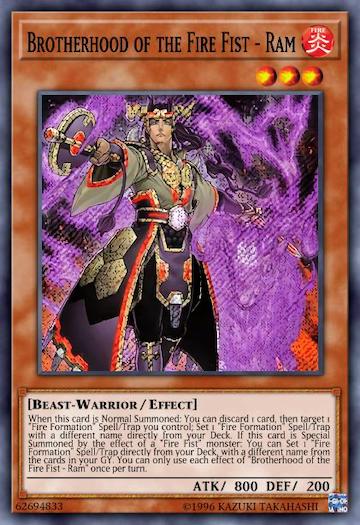 Brotherhood of the Fire Fist - Ram
FIRE
炎
[Beast-Warrior / Effect]
When this card is Normal Summoned: You can discard 1 card, then target 1
"Fire Formation" Spell/Trap you control; Set 1 "Fire Formation" Spell/Trap
with a different name directly from your Deck. If this card is Special
Summoned by the effect of a "Fire Fist" monster: You can Set 1 "Fire
Formation" Spell/Trap directly from your Deck, with a different name from
the cards in your GY. You can only use each effect of "Brotherhood of the
Fire Fist - Ram" once per turn.
ATK/ 800 DEF/ 200
62694833
©1996 KAZUKI TAKAHASHI